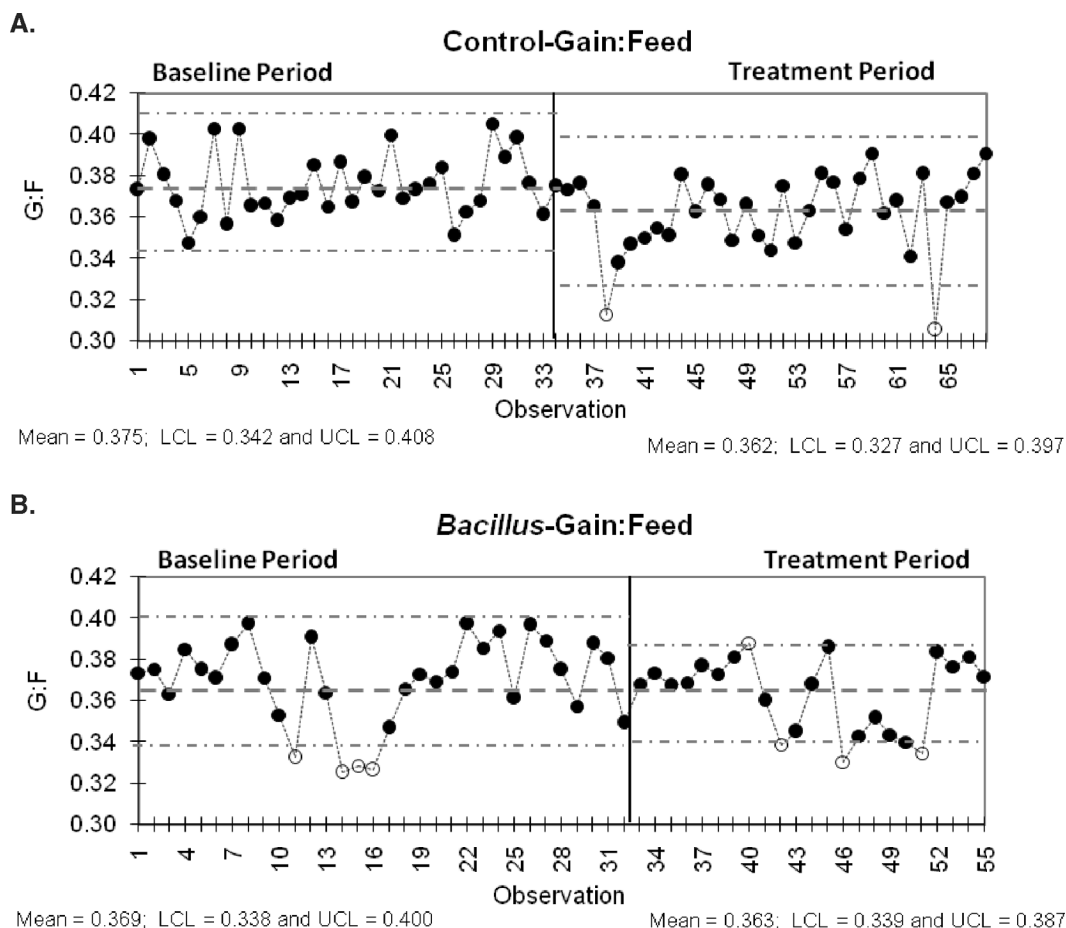 A.
Control-Gain:Feed
Baseline Period
Treatment Period
0.42
0.40
0.38
0.36
0.34
0.32
0.30
G:F
1 5 9 13 17 21 25 29 33 37 41 45 49 53 57 61 65
Observation
Mean = 0.375; LCL = 0.342 and UCL = 0.408
Mean = 0.362; LCL = 0.327 and UCL = 0.397
B.
Bacillus-Gain:Feed
Baseline Period
Treatment Period
0.42
0.40
0.38
0.36
0.34
0.32
0.30
G:F
1 4 7 10 13 16 19 22 25 28 31 34 37 40 43 46 49 52 55
Observation
Mean = 0.369; LCL = 0.338 and UCL = 0.400
Mean = 0.363; LCL = 0.339 and UCL = 0.387